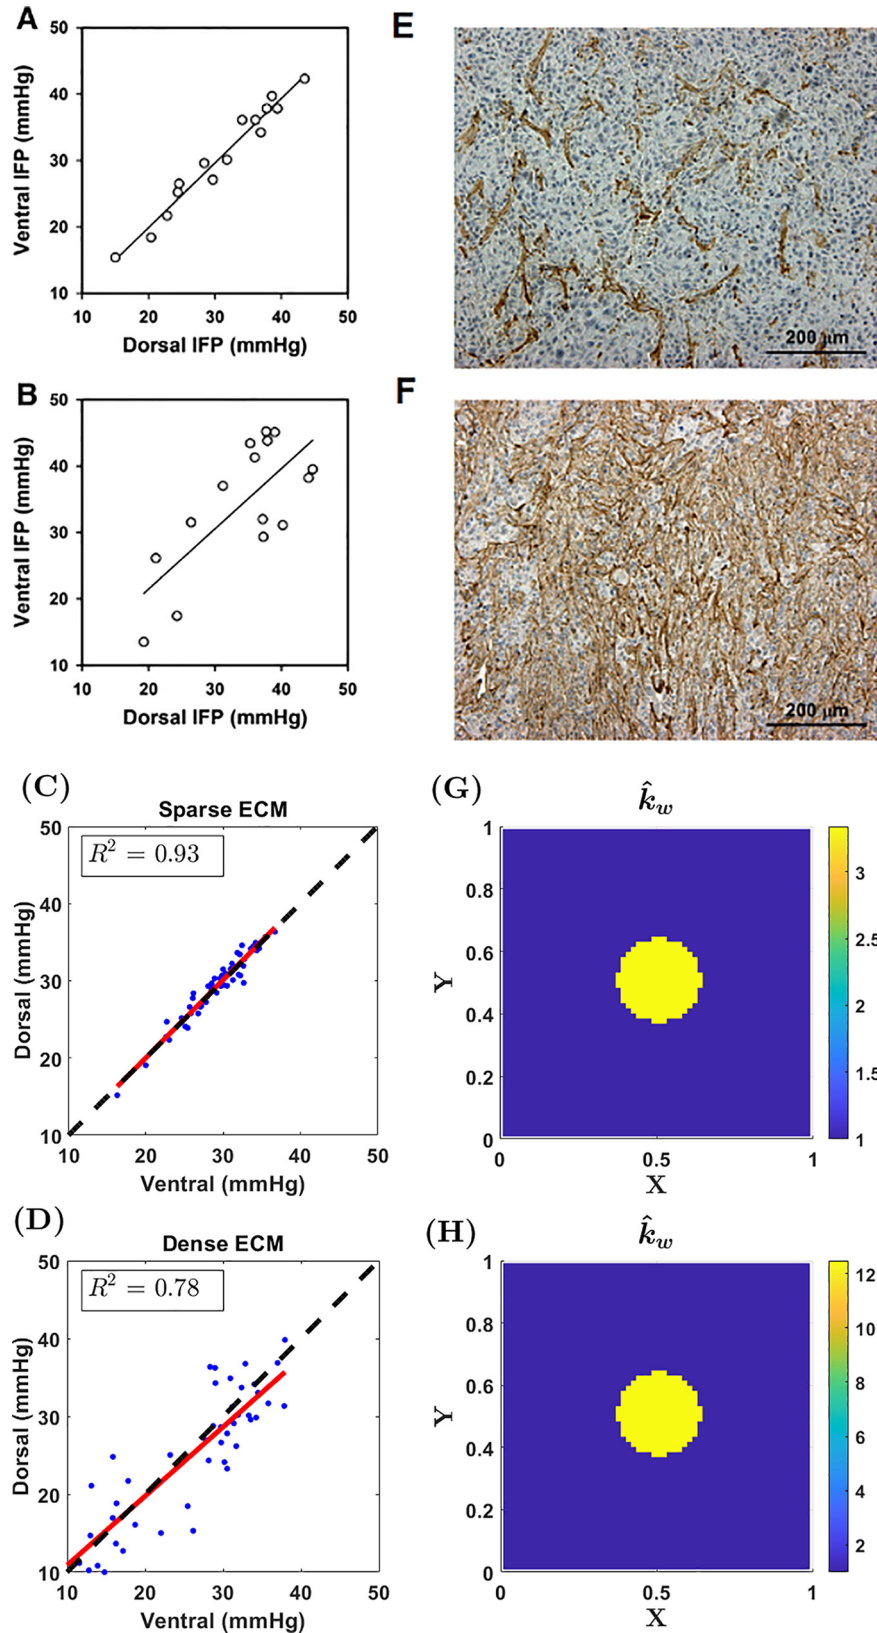 A
50
40
30
20
10
Ventral IFP (mmHg)
10 20 30 40 50
Dorsal IFP (mmHg)
E
200 μm
B
50
40
30
20
10
Ventral IFP (mmHg)
10 20 30 40 50
Dorsal IFP (mmHg)
F
200 μm
(C)
Sparse ECM
R² = 0.93
50
40
30
20
10
Dorsal (mmHg)
10 20 30 40 50
Ventral (mmHg)
(G)
k̂w
1
0.8
0.6
0.4
0.2
0
Y
0 0.5 1
X
3
2.5
2
1.5
1
(D)
Dense ECM
R² = 0.78
50
40
30
20
10
Dorsal (mmHg)
10 20 30 40 50
Ventral (mmHg)
(H)
k̂w
1
0.8
0.6
0.4
0.2
0
Y
0 0.5 1
X
12
10
8
6
4
2